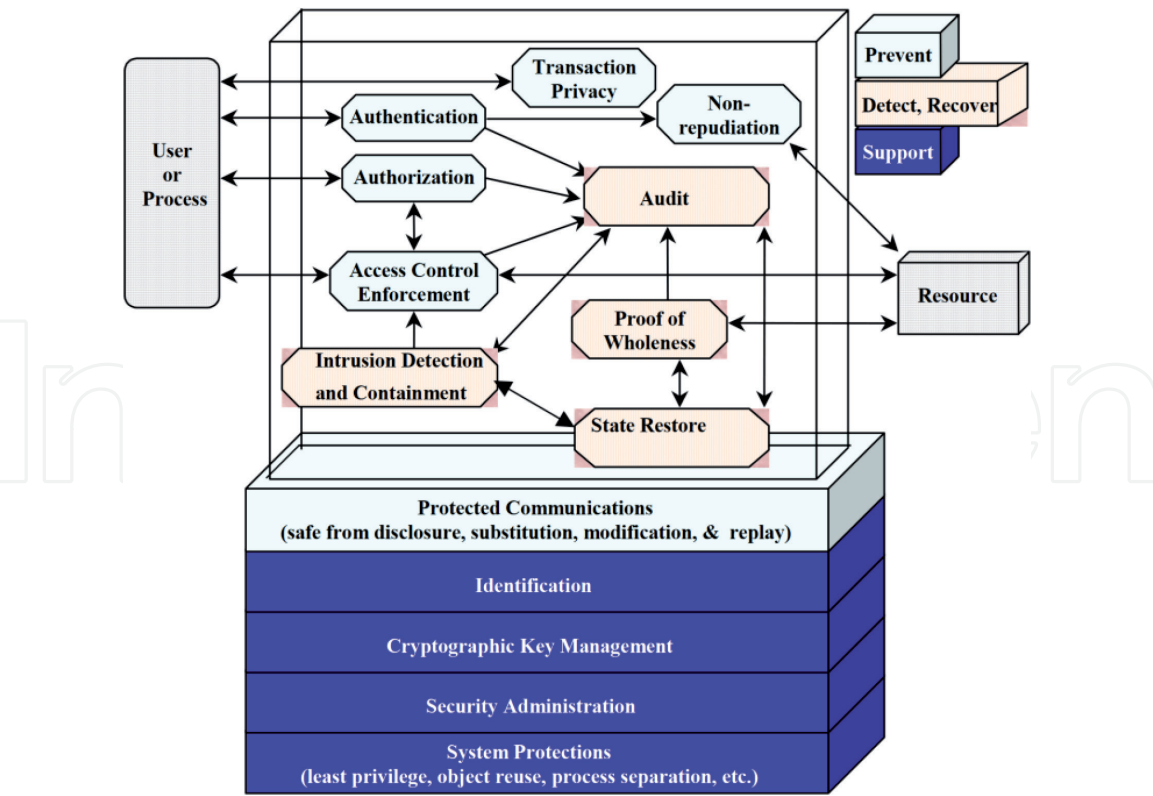 Prevent
Detect, Recover
Support
User
or
Process
Transaction
Privacy
Authentication
Non-
repudiation
Authorization
Audit
Access Control
Enforcement
Resource
Proof of
Wholeness
Intrusion Detection
and Containment
State Restore
Protected Communications
(safe from disclosure, substitution, modification, & replay)
Identification
Cryptographic Key Management
Security Administration
System Protections
(least privilege, object reuse, process separation, etc.)